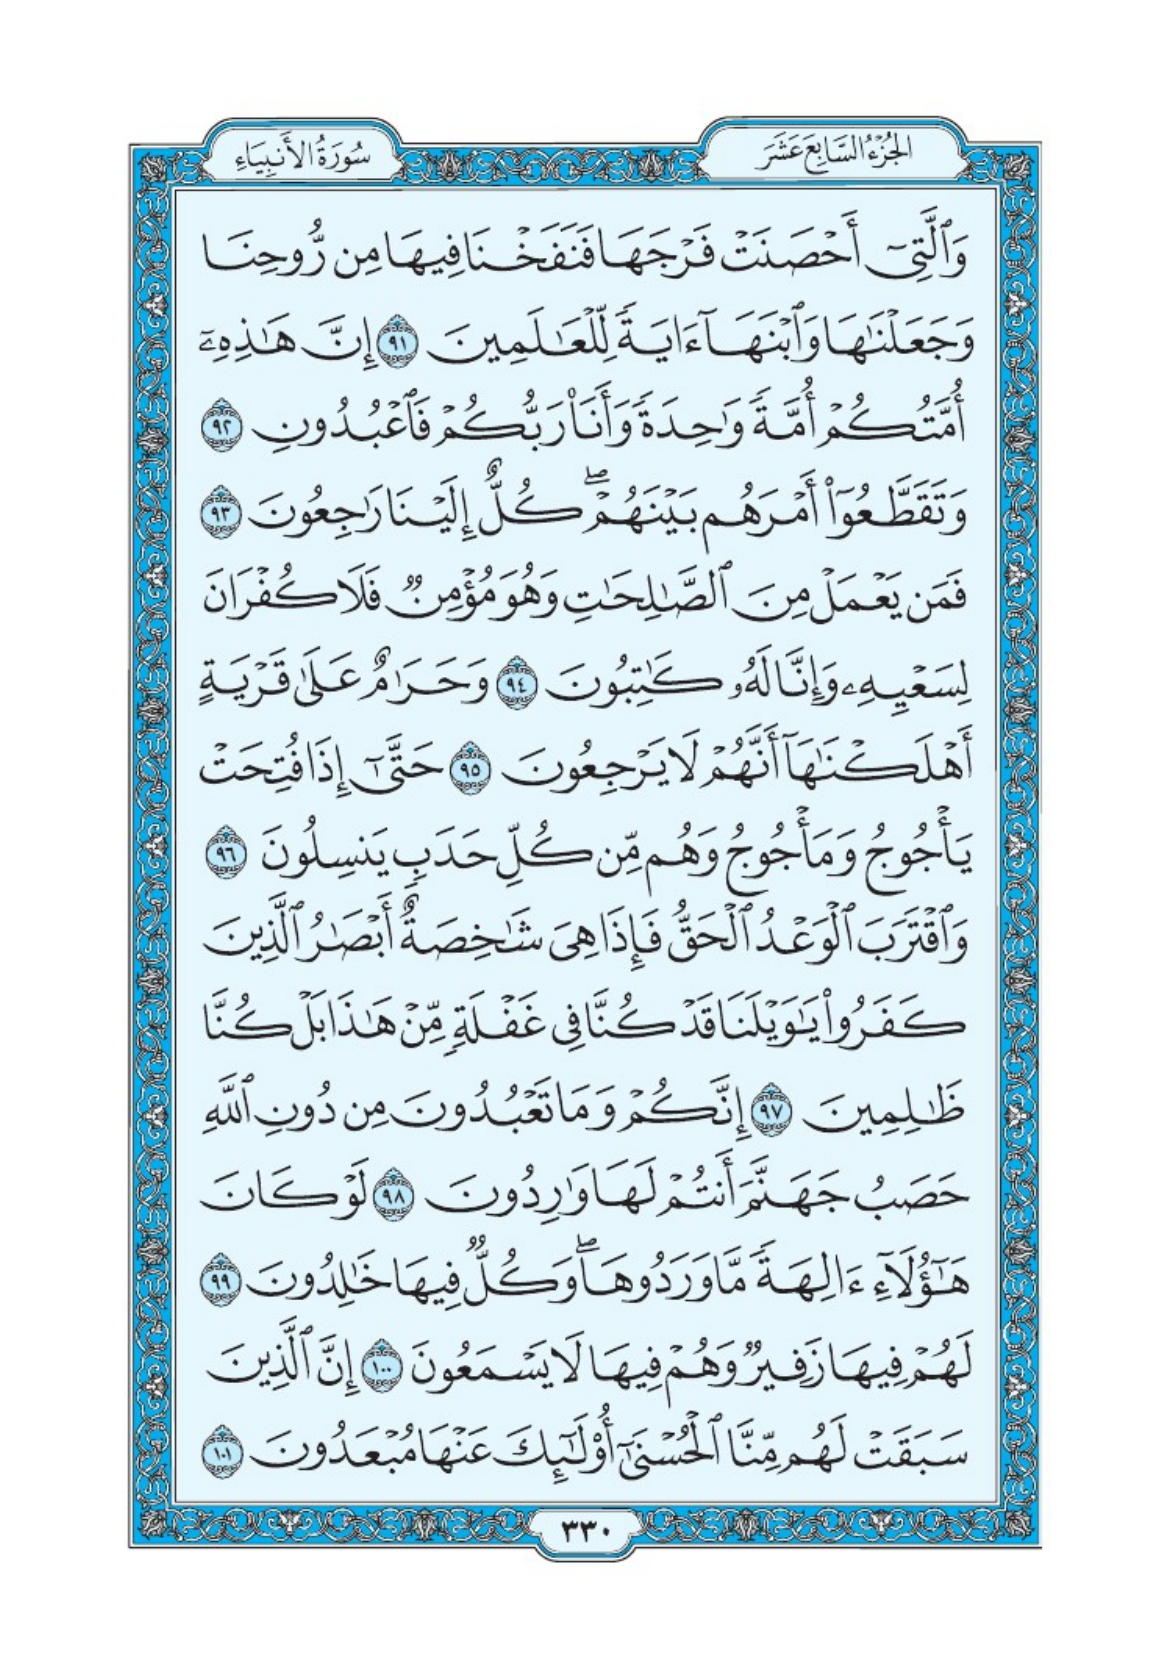 الجُزْءُ السَّابِعَ عَشَرَ
سُورَةُ الأَنبِيَاءِ
وَٱلَّتِىٓ أَحْصَنَتْ فَرْجَهَا فَنَفَخْنَا فِيهَا مِن رُّوحِنَا
وَجَعَلْنَٰهَا وَٱبْنَهَآ ءَايَةً لِّلْعَٰلَمِينَ ٩١ إِنَّ هَٰذِهِۦٓ
أُمَّتُكُمْ أُمَّةً وَٰحِدَةً وَأَنَا۠ رَبُّكُمْ فَٱعْبُدُونِ ٩٢
وَتَقَطَّعُوٓا۟ أَمْرَهُم بَيْنَهُمْ ۖ كُلٌّ إِلَيْنَا رَٰجِعُونَ ٩٣
فَمَن يَعْمَلْ مِنَ ٱلصَّٰلِحَٰتِ وَهُوَ مُؤْمِنٌ فَلَا كُفْرَانَ
لِسَعْيِهِۦ وَإِنَّا لَهُۥ كَٰتِبُونَ ٩٤ وَحَرَٰمٌ عَلَىٰ قَرْيَةٍ
أَهْلَكْنَٰهَآ أَنَّهُمْ لَا يَرْجِعُونَ ٩٥ حَتَّىٰٓ إِذَا فُتِحَتْ
يَأْجُوجُ وَمَأْجُوجُ وَهُم مِّن كُلِّ حَدَبٍ يَنسِلُونَ ٩٦
وَٱقْتَرَبَ ٱلْوَعْدُ ٱلْحَقُّ فَإِذَا هِىَ شَٰخِصَةٌ أَبْصَٰرُ ٱلَّذِينَ
كَفَرُوا۟ يَٰوَيْلَنَا قَدْ كُنَّا فِى غَفْلَةٍ مِّنْ هَٰذَا بَلْ كُنَّا
ظَٰلِمِينَ ٩٧ إِنَّكُمْ وَمَا تَعْبُدُونَ مِن دُونِ ٱللَّهِ
حَصَبُ جَهَنَّمَ أَنتُمْ لَهَا وَٰرِدُونَ ٩٨ لَوْ كَانَ
هَٰٓؤُلَآءِ ءَالِهَةً مَّا وَرَدُوهَا ۖ وَكُلٌّ فِيهَا خَٰلِدُونَ ٩٩
لَهُمْ فِيهَا زَفِيرٌ وَهُمْ فِيهَا لَا يَسْمَعُونَ ١٠٠ إِنَّ ٱلَّذِينَ
سَبَقَتْ لَهُم مِّنَّا ٱلْحُسْنَىٰٓ أُو۟لَٰٓئِكَ عَنْهَا مُبْعَدُونَ ١٠١
٣٣٠